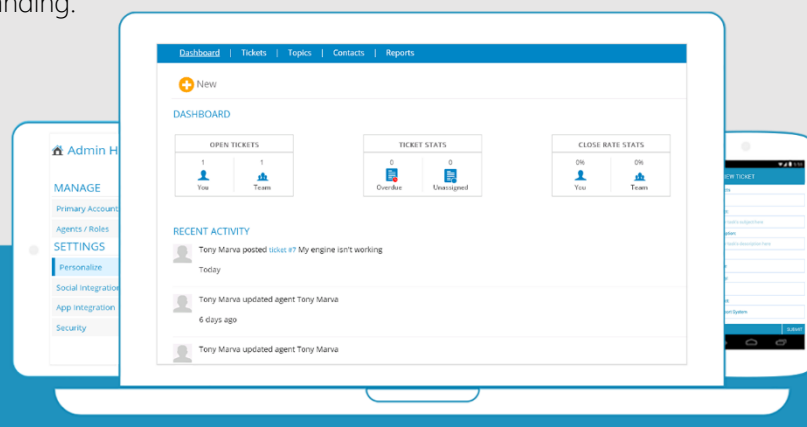 Dashboard | Tickets | Topics | Contacts | Reports
New
DASHBOARD
OPEN TICKETS
1 1
You Team
TICKET STATS
0 0
Overdue Unassigned
CLOSE RATE STATS
0% 0%
You Team
RECENT ACTIVITY
Tony Marva posted ticket #7 My engine isn't working
Today
Tony Marva updated agent Tony Marva
6 days ago
Tony Marva updated agent Tony Marva
Admin H
MANAGE
Primary Account
Agents / Roles
SETTINGS
Personalize
Social Integration
App Integration
Security
NEW TICKET
SUBMIT